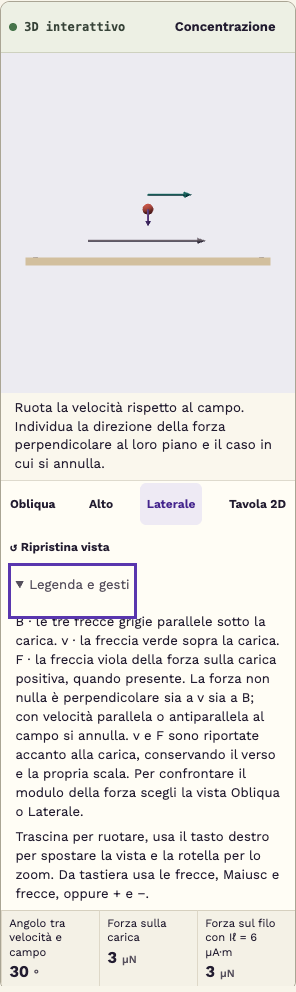 3D interattivo Concentrazione
Ruota la velocità rispetto al campo.
Individua la direzione della forza
perpendicolare al loro piano e il caso in
cui si annulla.
Obliqua Alto Laterale Tavola 2D
↺ Ripristina vista
▼ Legenda e gesti
B · le tre frecce grigie parallele sotto la
carica. v · la freccia verde sopra la carica.
F · la freccia viola della forza sulla carica
positiva, quando presente. La forza non
nulla è perpendicolare sia a v sia a B;
con velocità parallela o antiparallela al
campo si annulla. v e F sono riportate
accanto alla carica, conservando il verso
e la propria scala. Per confrontare il
modulo della forza scegli la vista Obliqua
o Laterale.
Trascina per ruotare, usa il tasto destro
per spostare la vista e la rotella per lo
zoom. Da tastiera usa le frecce, Maiusc e
frecce, oppure + e −.
Angolo tra
velocità e
campo
30 °
Forza sulla
carica
3 μN
Forza sul filo
con Iℓ = 6
μA·m
3 μN